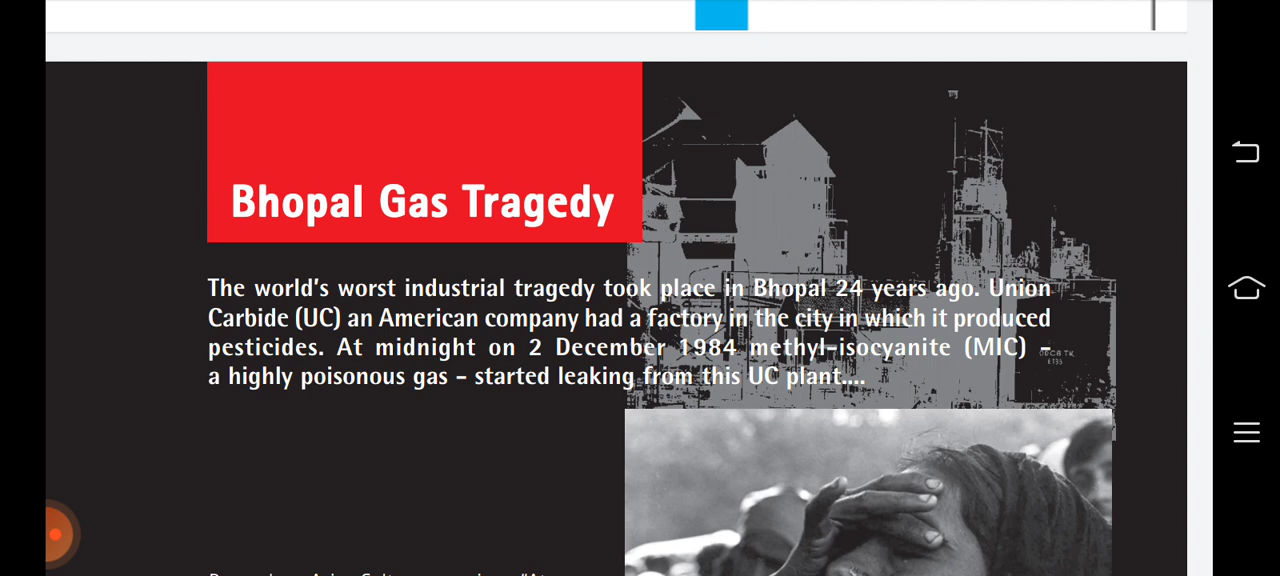 Bhopal Gas Tragedy
The world's worst industrial tragedy took place in Bhopal 24 years ago. Union
Carbide (UC) an American company had a factory in the city in which it produced
pesticides. At midnight on 2 December 1984 methyl-isocyanite (MIC) –
a highly poisonous gas – started leaking from this UC plant....